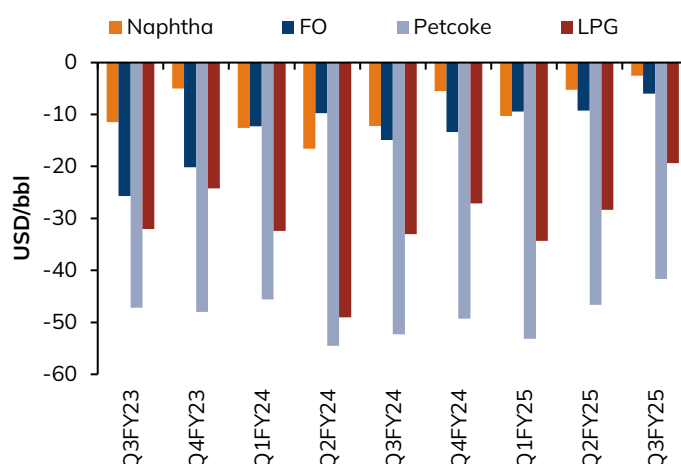 Naphtha FO Petcoke LPG
0
-10
-20
-30
-40
-50
-60
USD/bbl
Q3FY23 Q4FY23 Q1FY24 Q2FY24 Q3FY24 Q4FY24 Q1FY25 Q2FY25 Q3FY25